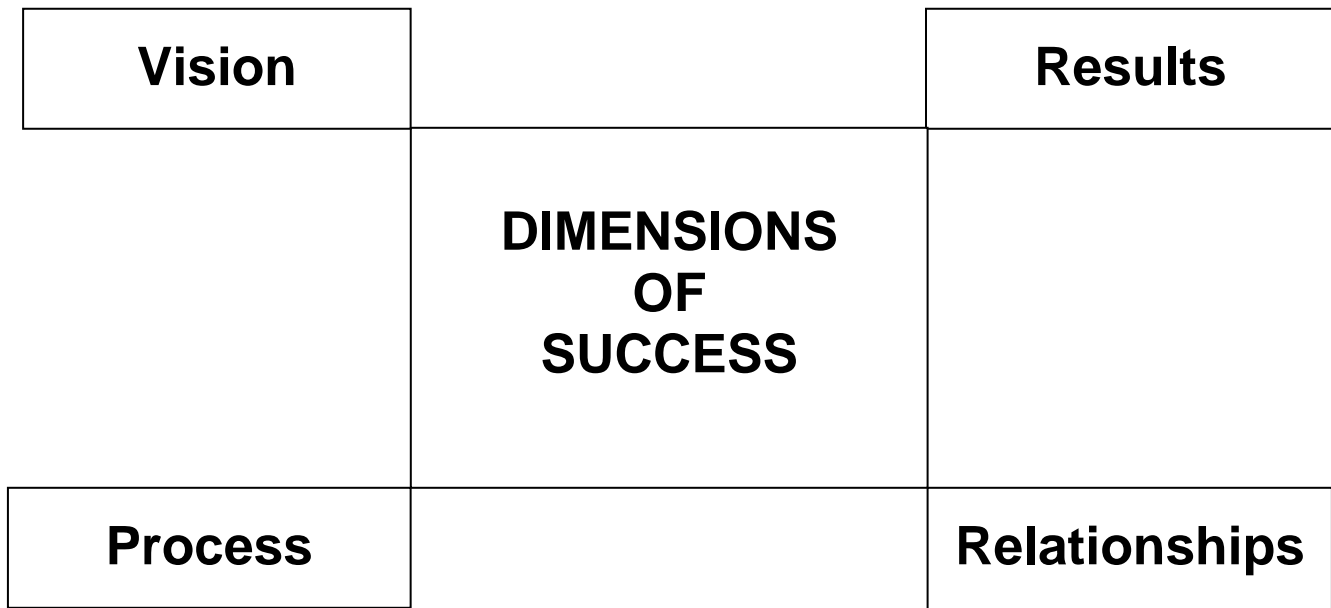 Vision
Results
DIMENSIONS
OF
SUCCESS
Process
Relationships